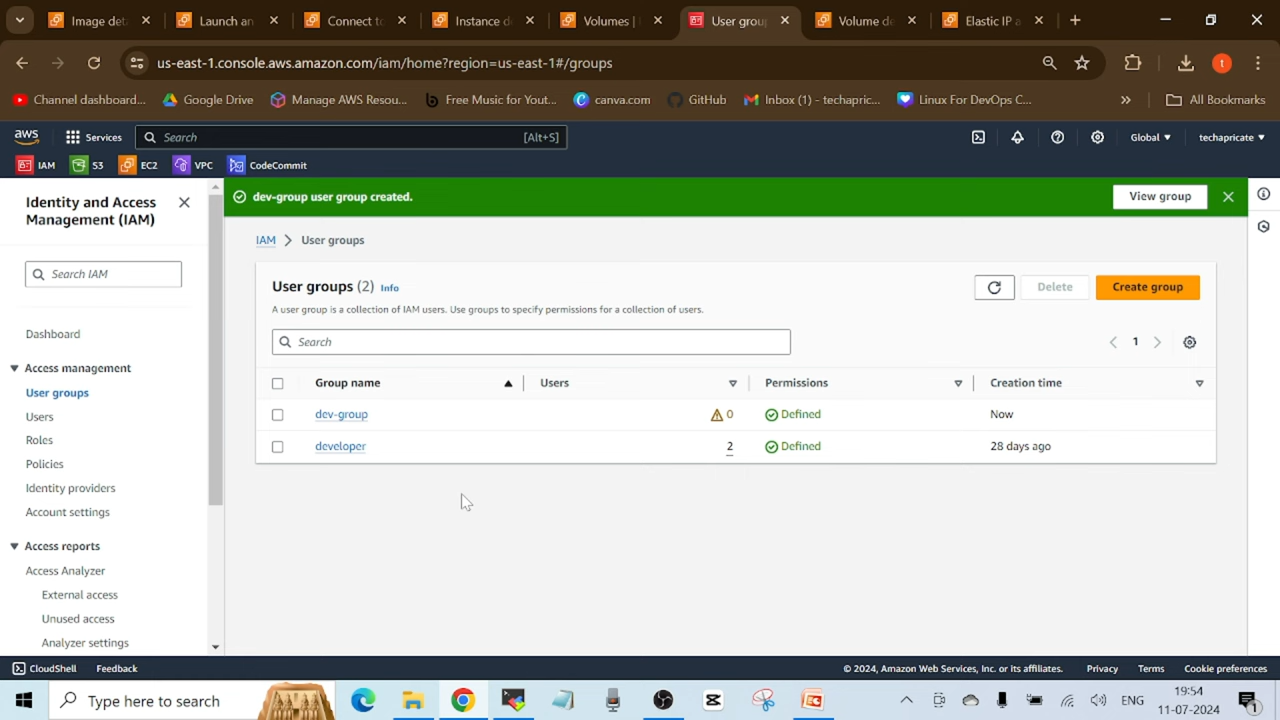 Image det
Launch an
Connect to
Instance d
Volumes |
User grou
Volume de
Elastic IP a
us-east-1.console.aws.amazon.com/iam/home?region=us-east-1#/groups
t
Channel dashboard...
Google Drive
Manage AWS Resou...
Free Music for Yout...
canva.com
GitHub
Inbox (1) - techapric...
Linux For DevOps C...
»
All Bookmarks
aws
Services
Search
[Alt+S]
Global
techapricate
IAM
S3
EC2
VPC
CodeCommit
Identity and Access
Management (IAM)
Search IAM
Dashboard
Access management
User groups
Users
Roles
Policies
Identity providers
Account settings
Access reports
Access Analyzer
External access
Unused access
Analyzer settings
dev-group user group created.
View group
IAM > User groups
User groups (2) Info
A user group is a collection of IAM users. Use groups to specify permissions for a collection of users.
Delete
Create group
Search
1
Group name
Users
Permissions
Creation time
dev-group
0
Defined
Now
developer
2
Defined
28 days ago
CloudShell
Feedback
© 2024, Amazon Web Services, Inc. or its affiliates.
Privacy
Terms
Cookie preferences
Type here to search
ENG
19:54
11-07-2024
1